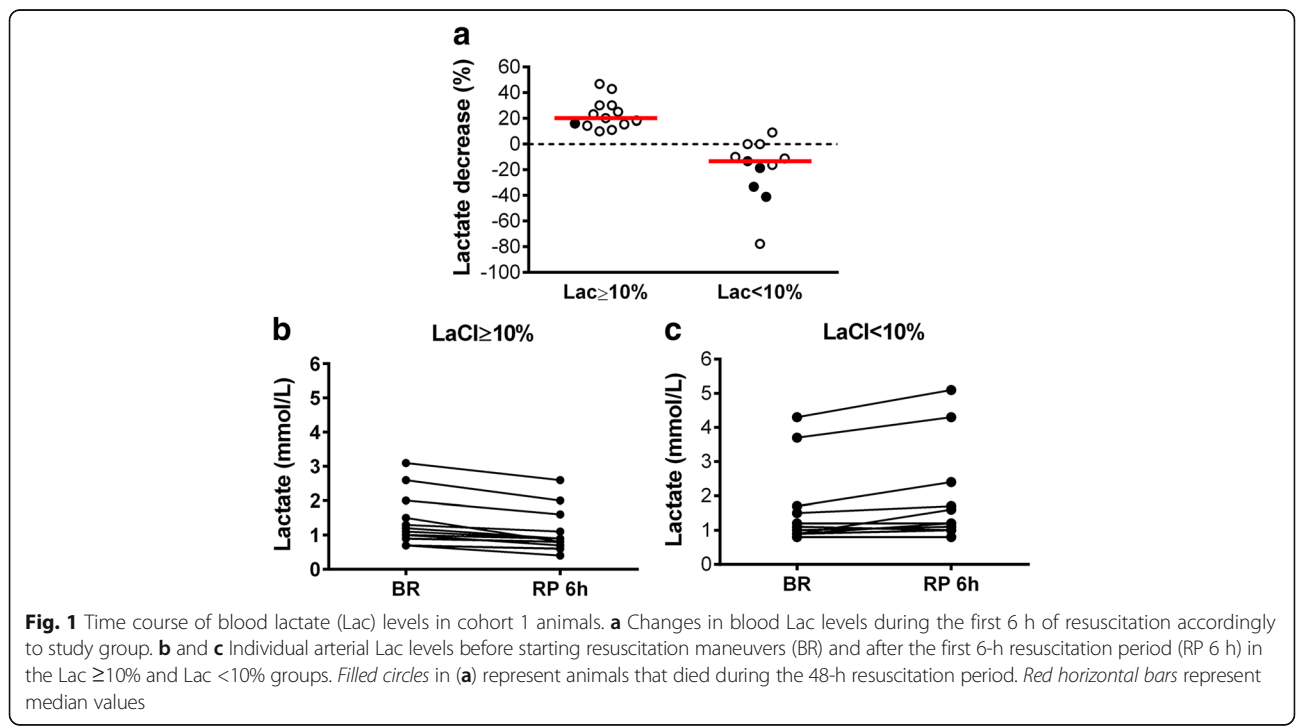 a
Lactate decrease (%)
60
40
20
0
-20
-40
-60
-80
-100
Lac≥10% Lac<10%
b
LaCl≥10%
Lactate (mmol/L)
6
5
4
3
2
1
0
BR RP 6h
c
LaCl<10%
Lactate (mmol/L)
6
5
4
3
2
1
0
BR RP 6h
Fig. 1 Time course of blood lactate (Lac) levels in cohort 1 animals. a Changes in blood Lac levels during the first 6 h of resuscitation accordingly
to study group. b and c Individual arterial Lac levels before starting resuscitation maneuvers (BR) and after the first 6-h resuscitation period (RP 6 h) in
the Lac ≥10% and Lac <10% groups. Filled circles in (a) represent animals that died during the 48-h resuscitation period. Red horizontal bars represent
median values